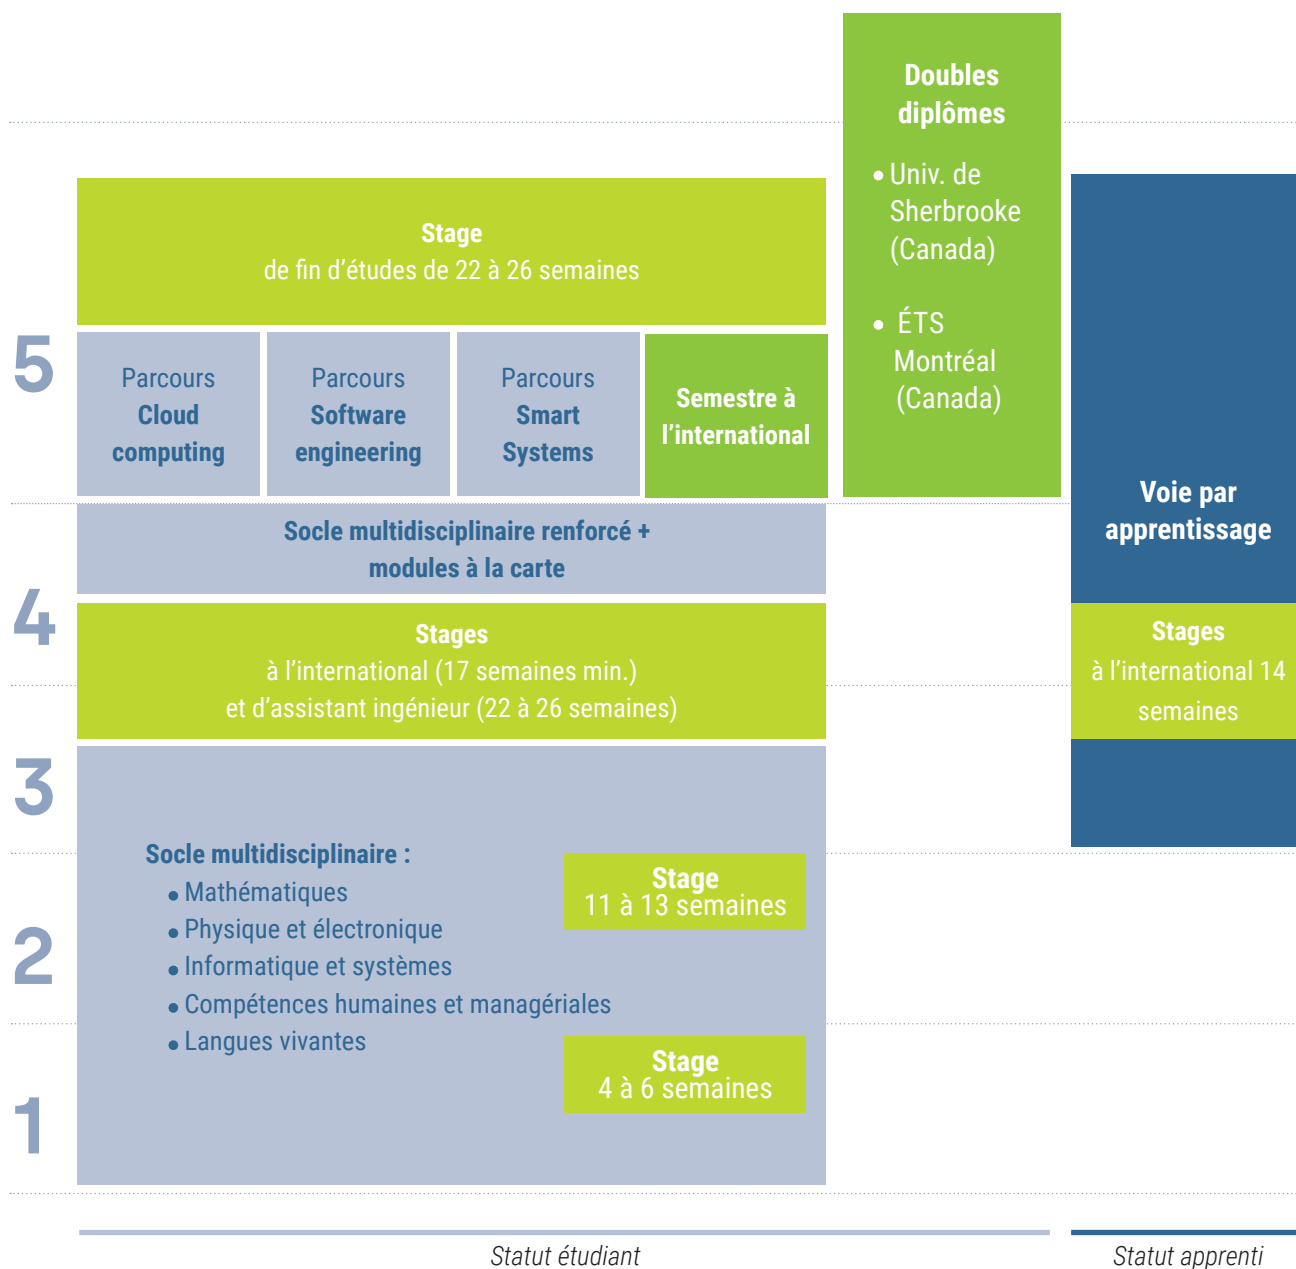 Doubles
diplômes
• Univ. de
Sherbrooke
(Canada)
• ÉTS
Montréal
(Canada)
5
Stage
de fin d’études de 22 à 26 semaines
Parcours
Cloud
computing
Parcours
Software
engineering
Parcours
Smart
Systems
Semestre à
l’international
Voie par
apprentissage
4
Socle multidisciplinaire renforcé +
modules à la carte
Stages
à l’international (17 semaines min.)
et d’assistant ingénieur (22 à 26 semaines)
Stages
à l’international 14
semaines
3
Socle multidisciplinaire :
• Mathématiques
• Physique et électronique
• Informatique et systèmes
• Compétences humaines et managériales
• Langues vivantes
2
Stage
11 à 13 semaines
1
Stage
4 à 6 semaines
Statut étudiant
Statut apprenti